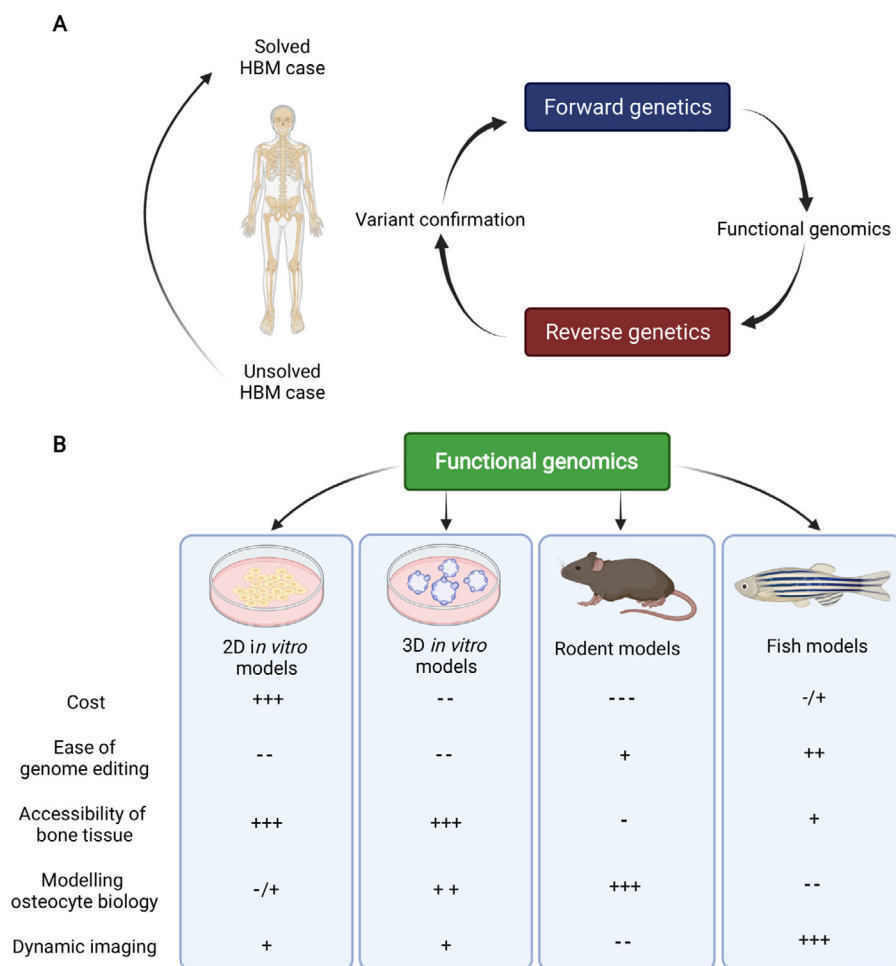 A
Solved
HBM case
Forward genetics
Variant confirmation
Functional genomics
Reverse genetics
Unsolved
HBM case
B
Functional genomics
2D in vitro
models
3D in vitro
models
Rodent models
Fish models
Cost
+++
--
---
-/+
Ease of
genome editing
--
--
+
++
Accessibility of
bone tissue
+++
+++
-
+
Modelling
osteocyte biology
-/+
++
+++
--
Dynamic imaging
+
+
--
+++